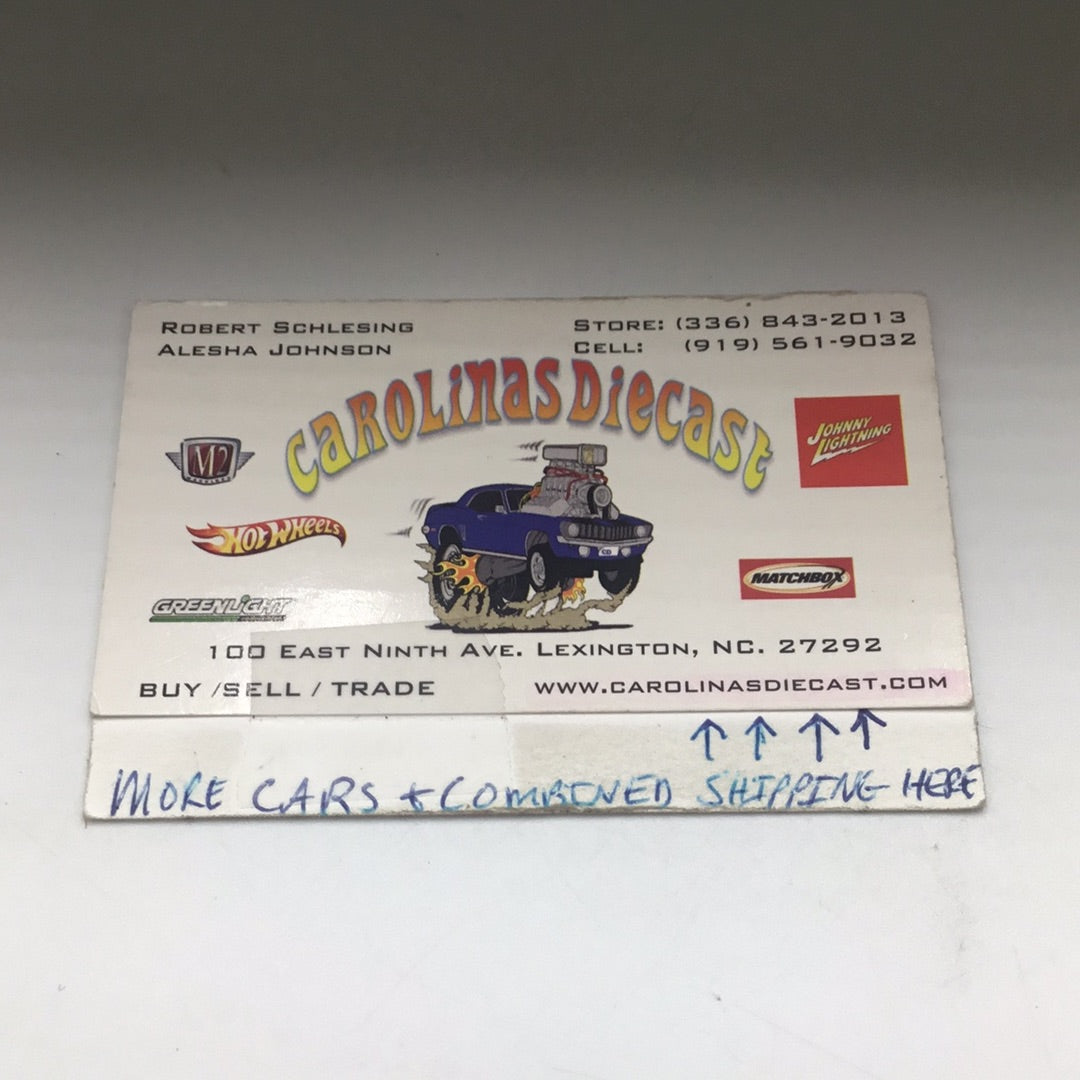 ROBERT SCHLESING
ALESHA JOHNSON
STORE: (336) 843-2013
CELL: (919) 561-9032
CAROLINAS DIECAST
M2
MACHINES
JOHNNY LIGHTNING
HOT WHEELS
MATCHBOX
GREENLIGHT
CD
100 EAST NINTH AVE. LEXINGTON, NC. 27292
BUY /SELL / TRADE
WWW.CAROLINASDIECAST.COM
↑ ↑ ↑ ↑
MORE CARS + COMBINED SHIPPING HERE